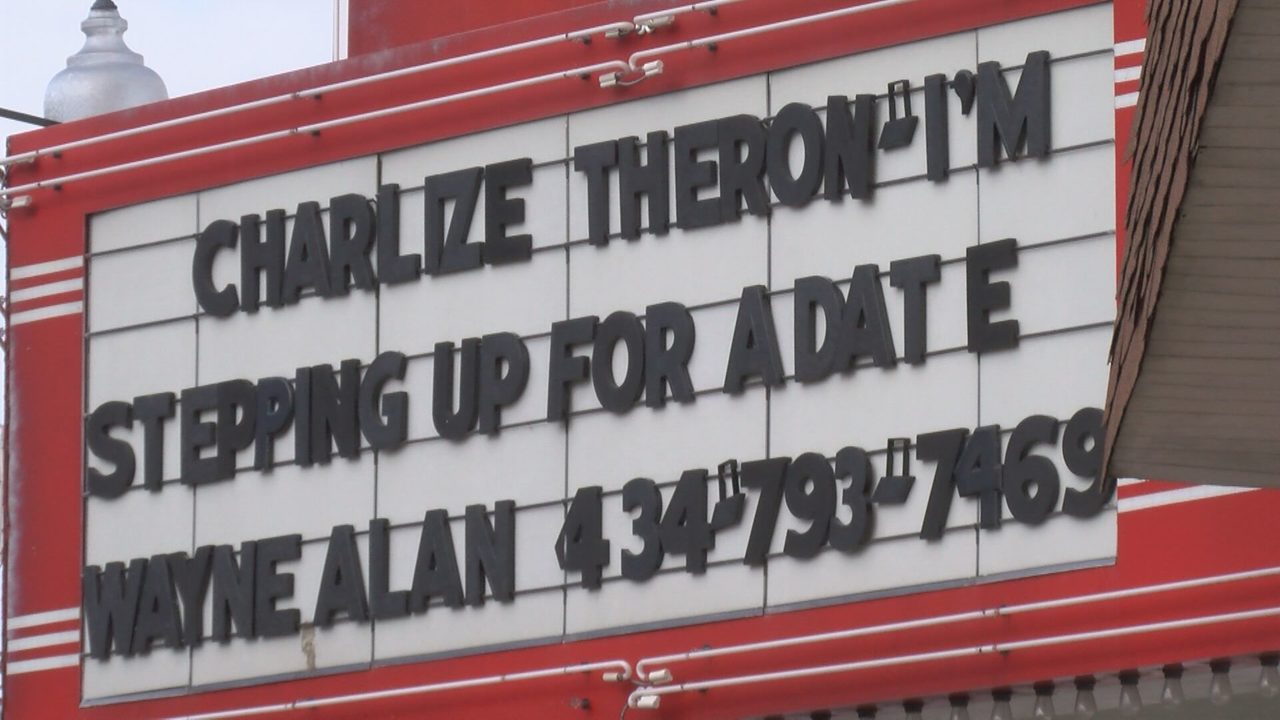 CHARLIZE THERON-I'M
STEPPING UP FOR A DATE
WAYNE ALAN 434-793-7469